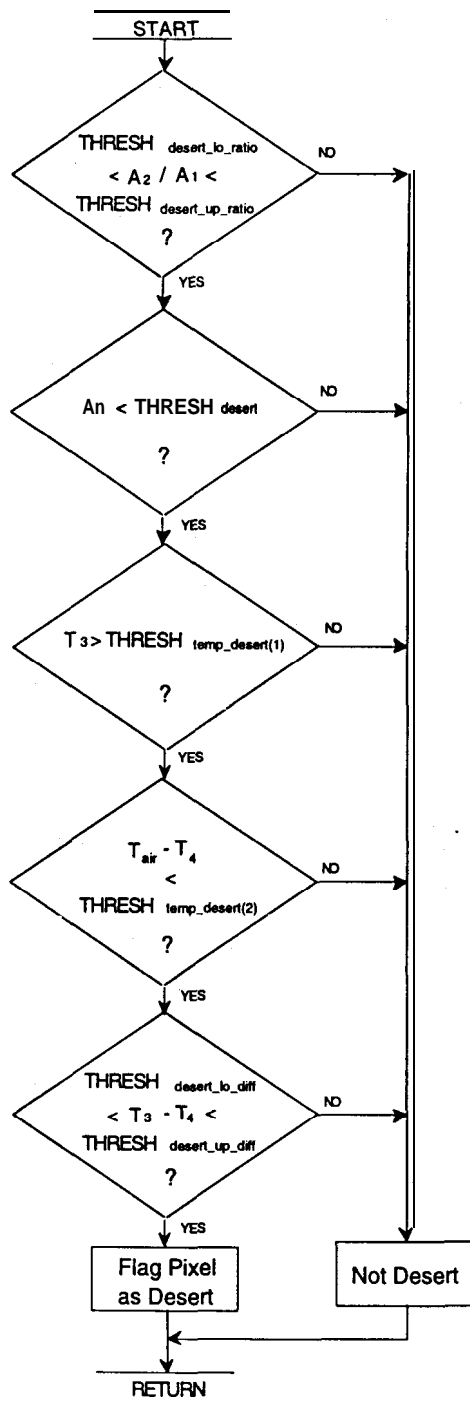 START
THRESH desert_lo_ratio
< A2 / A1 <
THRESH desert_up_ratio
?
NO
YES
An < THRESH desert
?
NO
YES
T3 > THRESH temp_desert(1)
?
NO
YES
Tair - T4
<
THRESH temp_desert(2)
?
NO
YES
THRESH desert_lo_diff
< T3 - T4 <
THRESH desert_up_diff
?
NO
YES
Flag Pixel
as Desert
Not Desert
RETURN